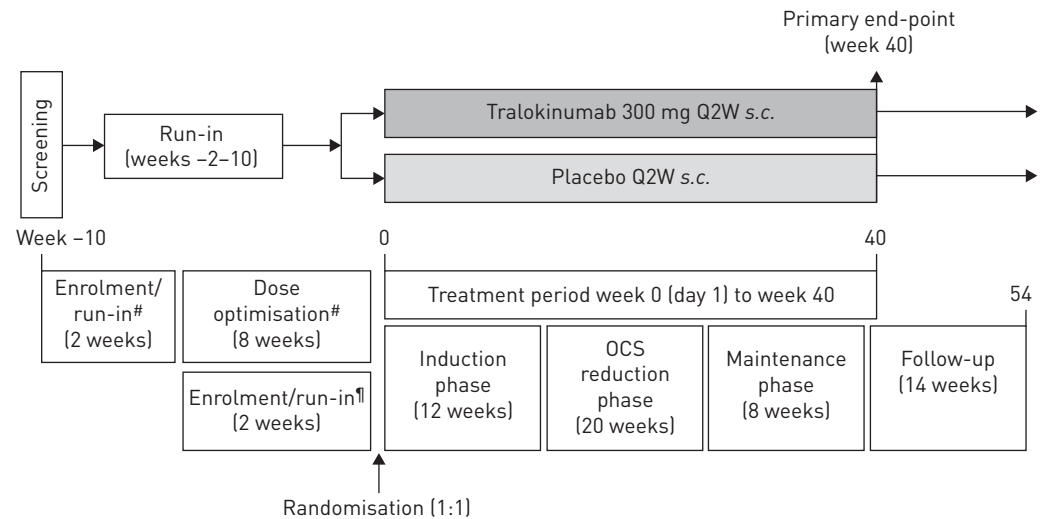 Primary end-point
(week 40)
Screening
Run-in
(weeks –2–10)
Tralokinumab 300 mg Q2W s.c.
Placebo Q2W s.c.
Week –10
0
40
Enrolment/
run-in#
(2 weeks)
Dose
optimisation#
(8 weeks)
Treatment period week 0 (day 1) to week 40
54
Enrolment/run-in¶
(2 weeks)
Induction
phase
(12 weeks)
OCS
reduction
phase
(20 weeks)
Maintenance
phase
(8 weeks)
Follow-up
(14 weeks)
Randomisation (1:1)